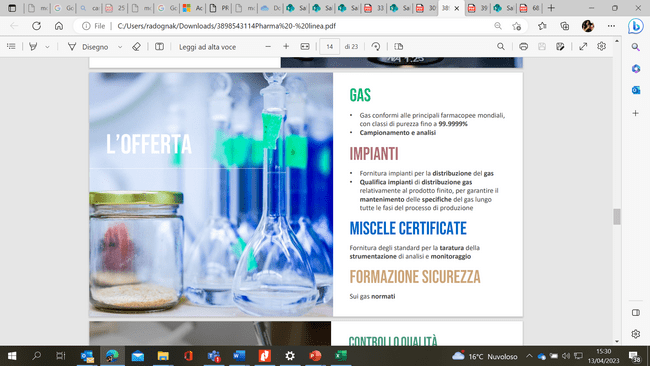 File
C:/Users/radognak/Downloads/3898543114Pharma%20-%20linea.pdf
Disegno
Leggi ad alta voce
14
di 23
L'OFFERTA
GAS
• Gas conformi alle principali farmacopee mondiali,
con classi di purezza fino a 99.9999%
• Campionamento e analisi
IMPIANTI
• Fornitura impianti per la distribuzione del gas
• Qualifica impianti di distribuzione gas
relativamente al prodotto finito, per garantire il
mantenimento delle specifiche del gas lungo
tutte le fasi del processo di produzione
MISCELE CERTIFICATE
Fornitura degli standard per la taratura della
strumentazione di analisi e monitoraggio
FORMAZIONE SICUREZZA
Sui gas normati
CONTROLLO QUALITÀ
16°C Nuvoloso
15:30
13/04/2023
38